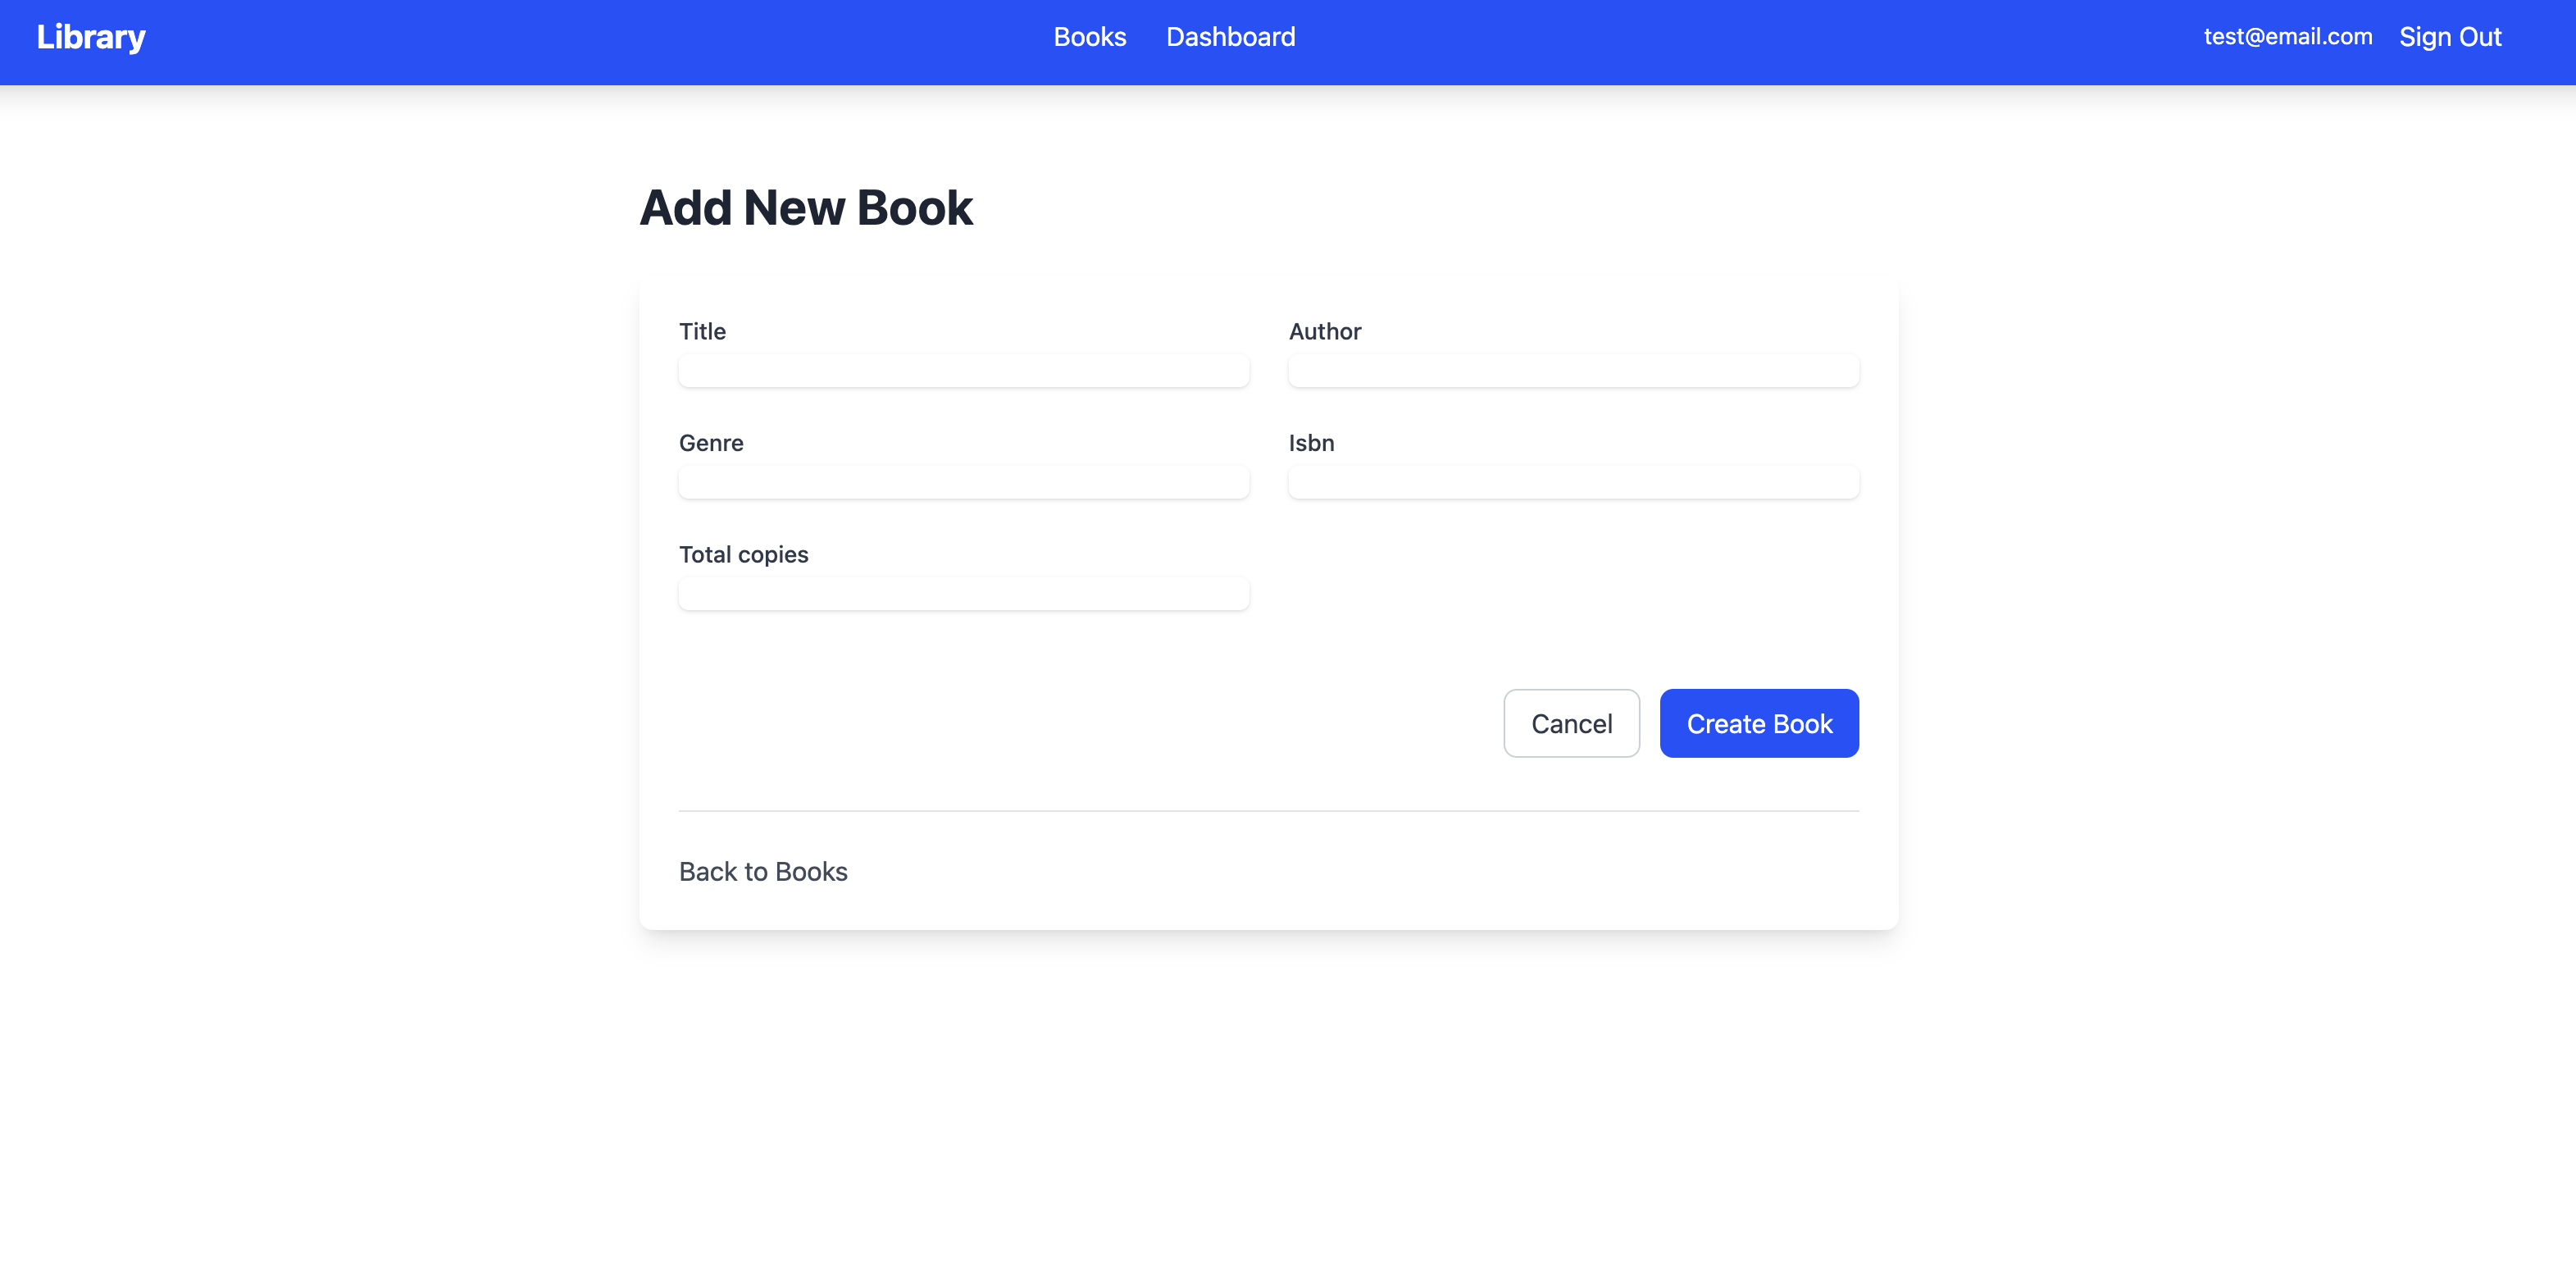 Library Books Dashboard test@email.com Sign Out
Add New Book
Title Author
Genre Isbn
Total copies
Cancel Create Book
Back to Books